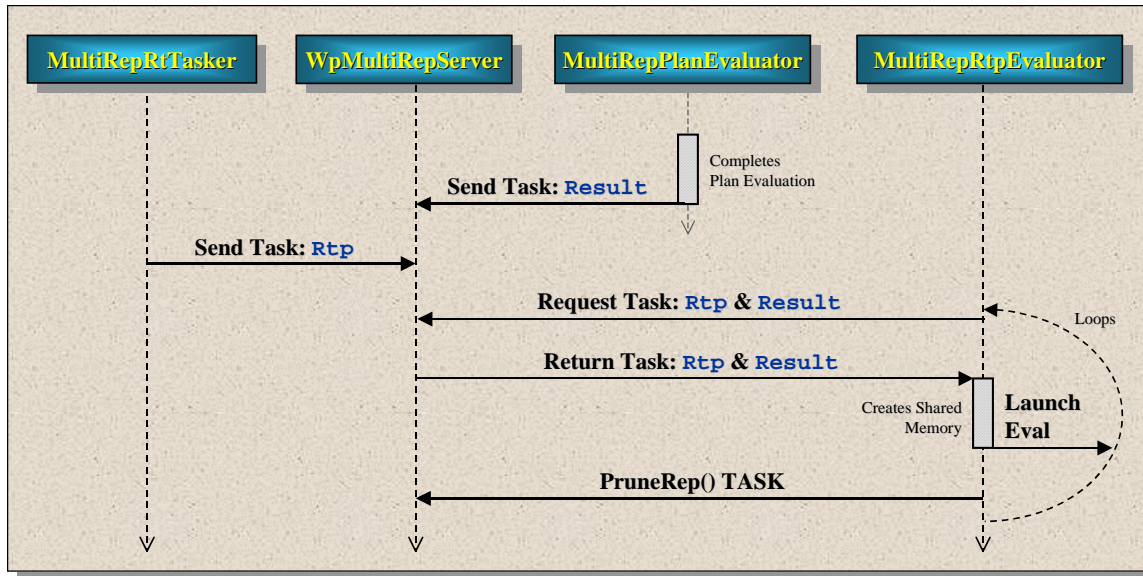 MultiRepRtTasker
WpMultiRepServer
MultiRepPlanEvaluator
MultiRepRtpEvaluator
Completes
Plan Evaluation
Send Task: Result
Send Task: Rtp
Request Task: Rtp & Result
Loops
Return Task: Rtp & Result
Creates Shared
Memory
Launch
Eval
PruneRep() TASK